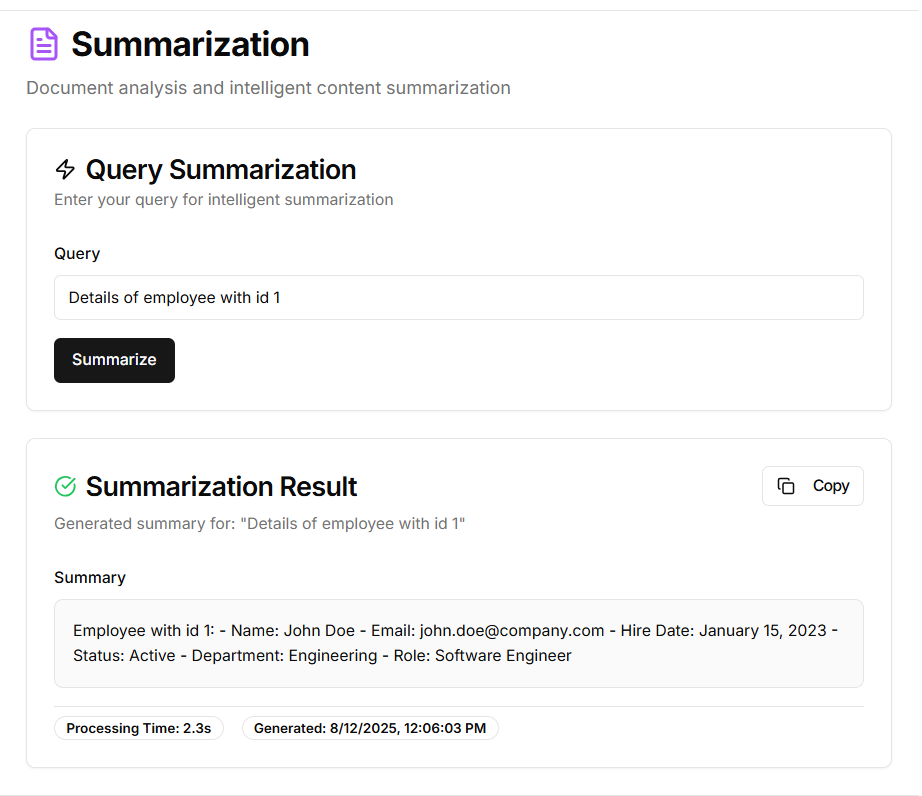 Summarization
Document analysis and intelligent content summarization
Query Summarization
Enter your query for intelligent summarization
Query
Details of employee with id 1
Summarize
Summarization Result
Copy
Generated summary for: "Details of employee with id 1"
Summary
Employee with id 1: - Name: John Doe - Email: john.doe@company.com - Hire Date: January 15, 2023 -
Status: Active - Department: Engineering - Role: Software Engineer
Processing Time: 2.3s
Generated: 8/12/2025, 12:06:03 PM